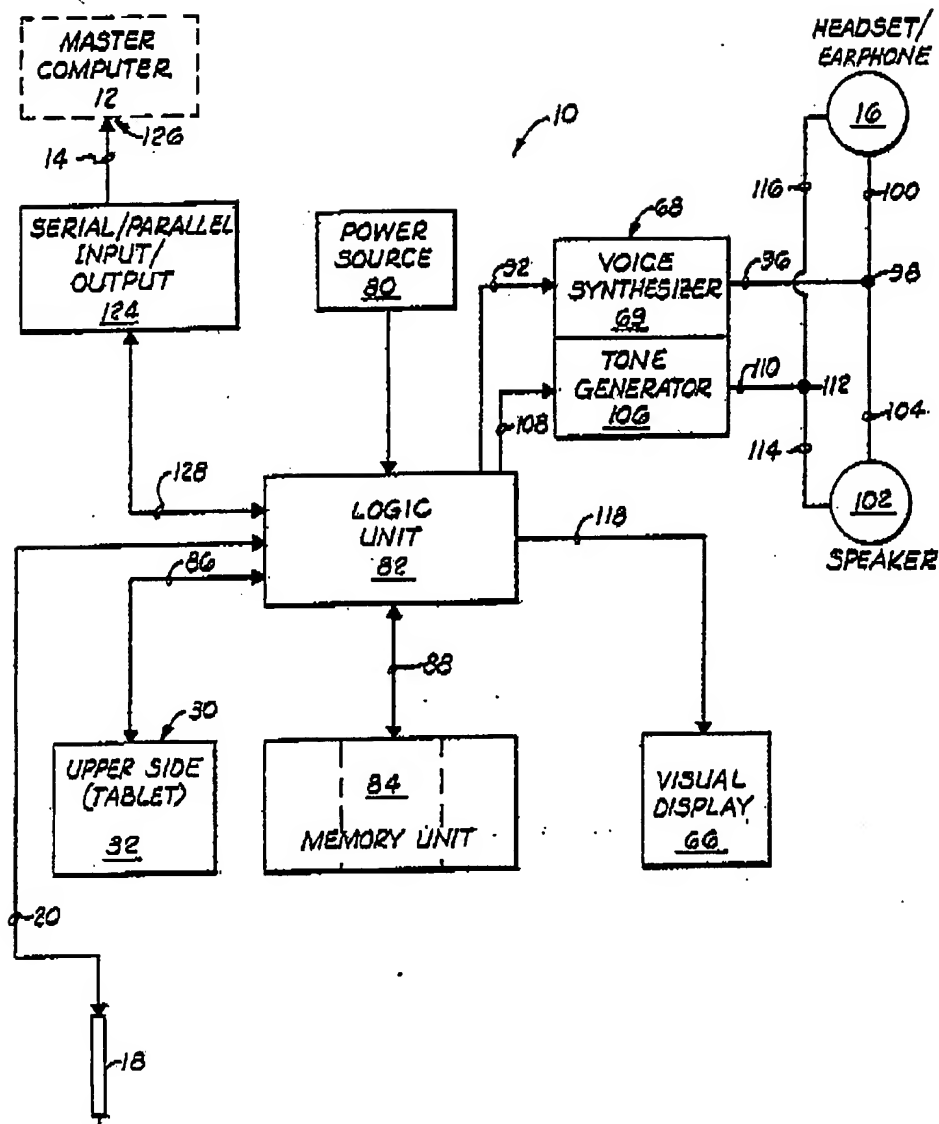 MASTER
COMPUTER
12
126
14
SERIAL/PARALLEL
INPUT/
OUTPUT
124
POWER
SOURCE
80
10
HEADSET/
EARPHONE
16
116
100
68
92
VOICE
SYNTHESIZER
69
96
98
TONE
GENERATOR
106
110
112
108
104
114
102
SPEAKER
128
LOGIC
UNIT
82
118
86
88
30
UPPER SIDE
(TABLET)
32
84
MEMORY UNIT
VISUAL
DISPLAY
66
20
18